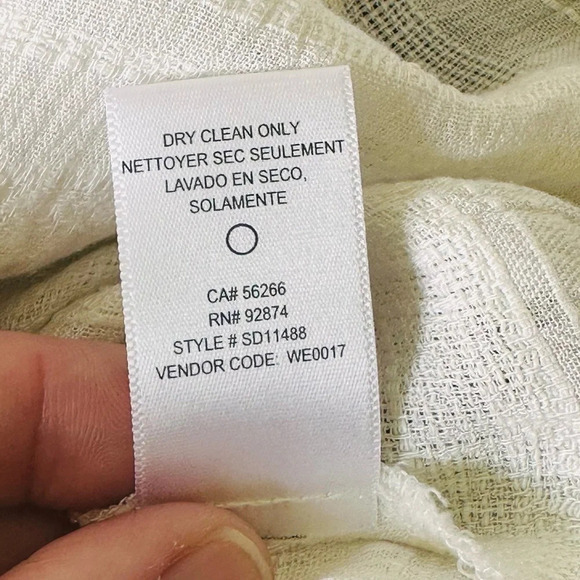 DRY CLEAN ONLY
NETTOYER SEC SEULEMENT
LAVADO EN SECO,
SOLAMENTE
CA# 56266
RN# 92874
STYLE # SD11488
VENDOR CODE: WE0017